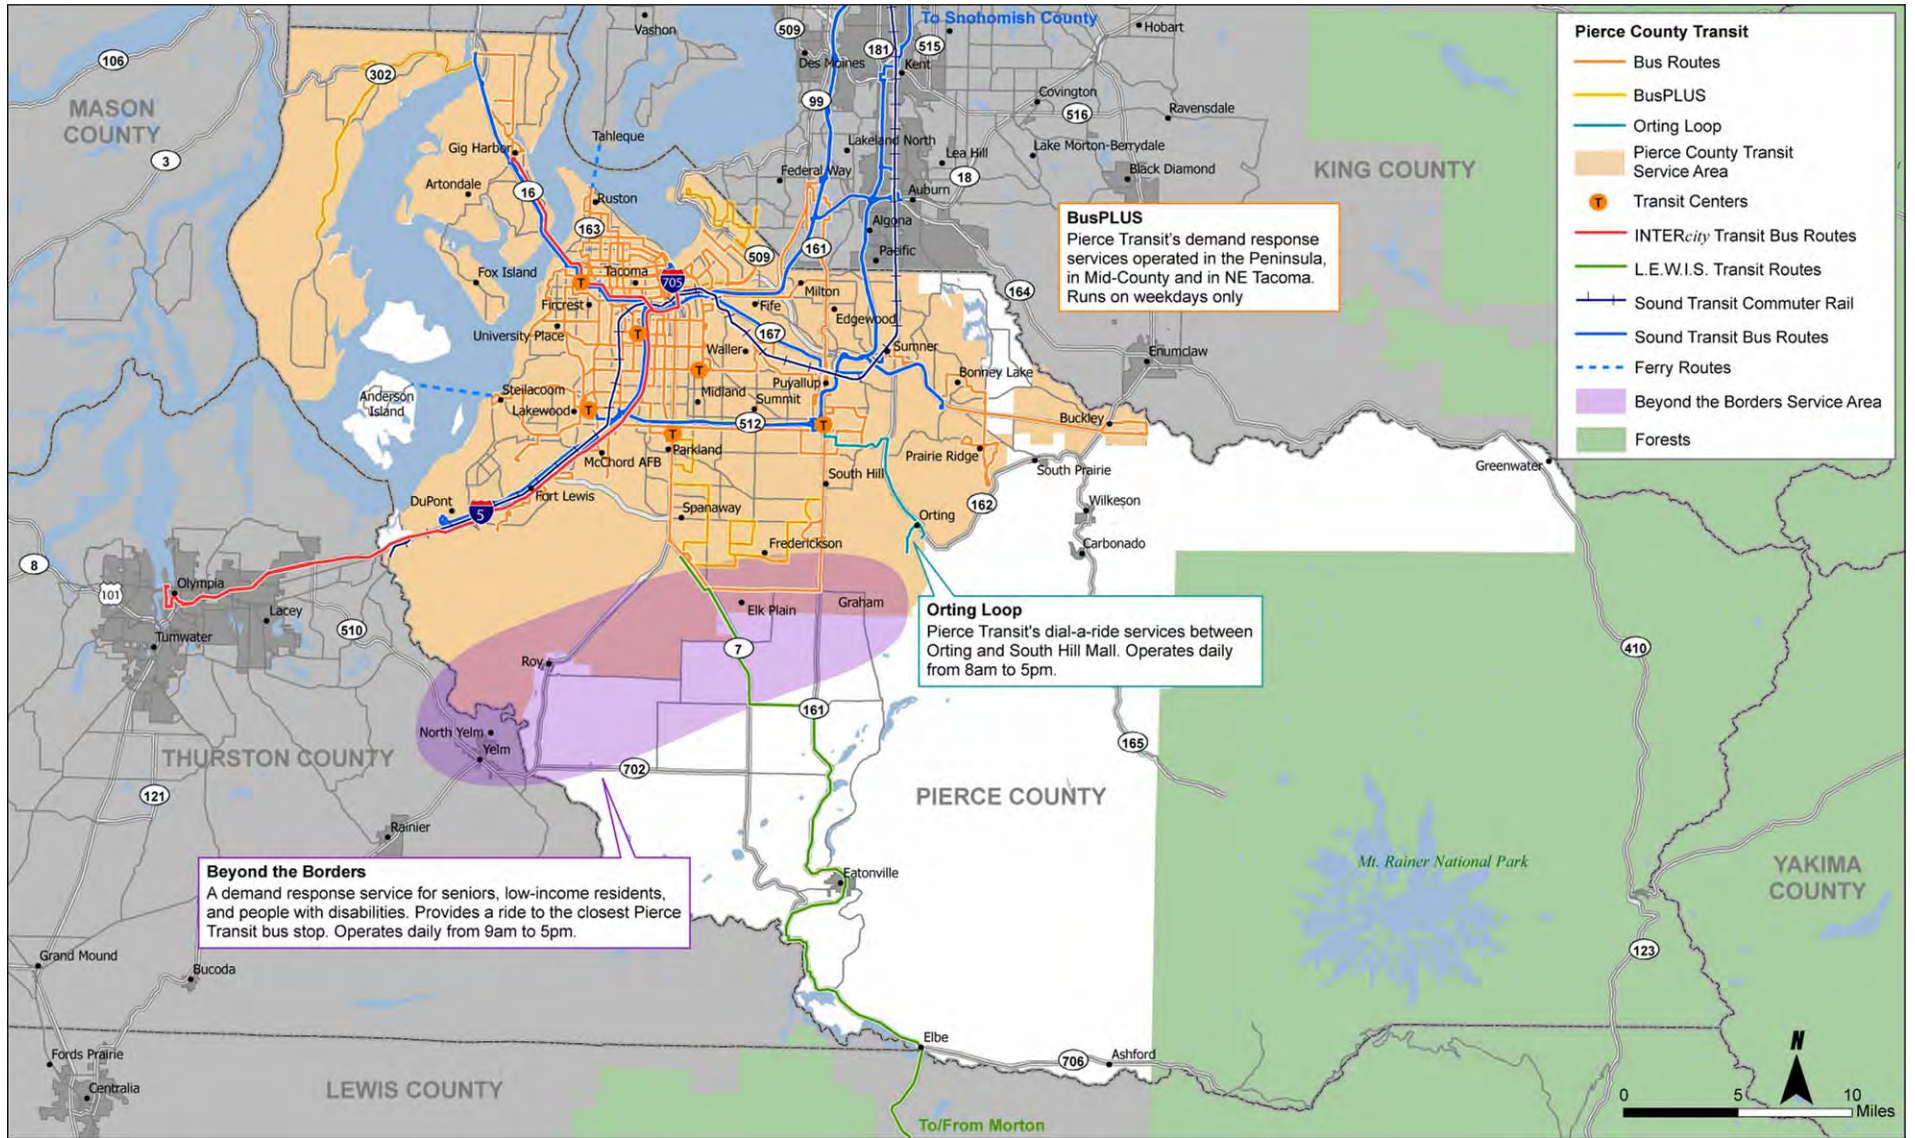 To Snohomish County
Vashon
509
181
515
Hobart
106
302
Des Moines
Kent
MASON
COUNTY
99
Covington
516
Ravensdale
3
Tahleque
Gig Harbor
Lakeland North
Lea Hill
Lake Morton-Berrydale
KING COUNTY
Artondale
16
Ruston
Federal Way
18
Black Diamond
Auburn
163
Algona
509
161
Pacific
Fox Island
Tacoma
705
Milton
164
Fircrest
Fife
Edgewood
University Place
167
Waller
Sumner
Enumclaw
Anderson
Island
Steilacoom
Midland
Puyallup
Bonney Lake
Lakewood
Summit
512
Buckley
McChord AFB
Parkland
Prairie Ridge
South Prairie
Greenwater
DuPont
5
Fort Lewis
South Hill
162
Wilkeson
Spanaway
Orting
Frederickson
Carbonado
8
101
Olympia
Lacey
510
Tumwater
Elk Plain
Graham
7
410
Roy
161
North Yelm
Yelm
THURSTON COUNTY
702
165
121
PIERCE COUNTY
Rainier
Mt. Rainer National Park
YAKIMA
COUNTY
Eatonville
Grand Mound
Bucoda
123
Elbe
706
Ashford
Fords Prairie
Centralia
LEWIS COUNTY
To/From Morton
T
T
T
T
T
T
BusPLUS
Pierce Transit's demand response
services operated in the Peninsula,
in Mid-County and in NE Tacoma.
Runs on weekdays only
Orting Loop
Pierce Transit's dial-a-ride services between
Orting and South Hill Mall. Operates daily
from 8am to 5pm.
Beyond the Borders
A demand response service for seniors, low-income residents,
and people with disabilities. Provides a ride to the closest Pierce
Transit bus stop. Operates daily from 9am to 5pm.
Pierce County Transit
Bus Routes
BusPLUS
Orting Loop
Pierce County Transit
Service Area
T Transit Centers
INTERcity Transit Bus Routes
L.E.W.I.S. Transit Routes
Sound Transit Commuter Rail
Sound Transit Bus Routes
Ferry Routes
Beyond the Borders Service Area
Forests
N
0 5 10
Miles